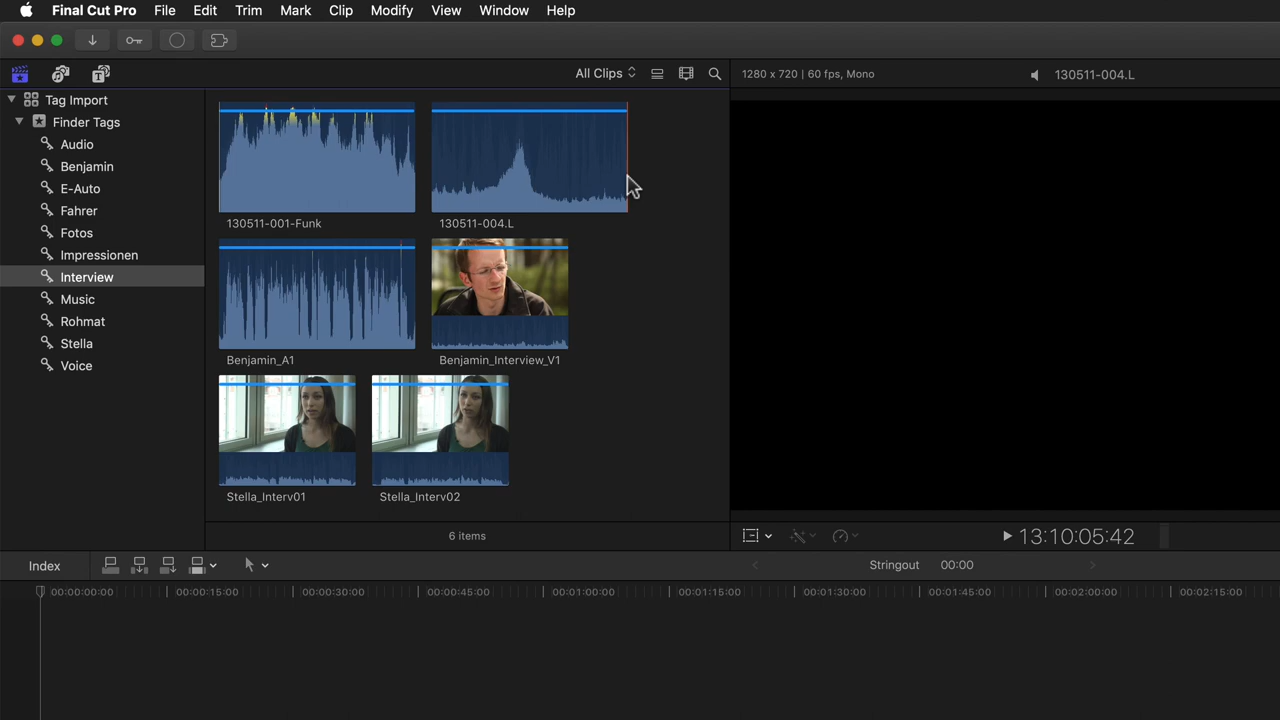 Final Cut Pro File Edit Trim Mark Clip Modify View Window Help
All Clips
1280 x 720 | 60 fps, Mono
130511-004.L
Tag Import
Finder Tags
Audio
Benjamin
E-Auto
Fahrer
Fotos
Impressionen
Interview
Music
Rohmat
Stella
Voice
130511-001-Funk
130511-004.L
Benjamin_A1
Benjamin_Interview_V1
Stella_Interv01
Stella_Interv02
6 items
13:10:05:42
Index
Stringout 00:00
00:00:00:00 00:00:15:00 00:00:30:00 00:00:45:00 00:01:00:00 00:01:15:00 00:01:30:00 00:01:45:00 00:02:00:00 00:02:15:00